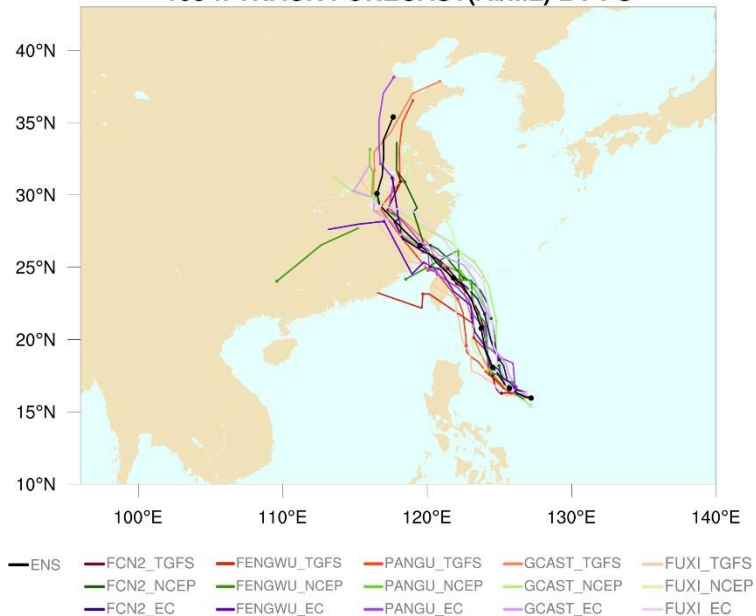 40°N
35°N
30°N
25°N
20°N
15°N
10°N
100°E 110°E 120°E 130°E 140°E
ENS FCN2_TGFS FENGWU_TGFS PANGU_TGFS GCAST_TGFS FUXI_TGFS
FCN2_NCEP FENGWU_NCEP PANGU_NCEP GCAST_NCEP FUXI_NCEP
FCN2_EC FENGWU_EC PANGU_EC GCAST_EC FUXI_EC